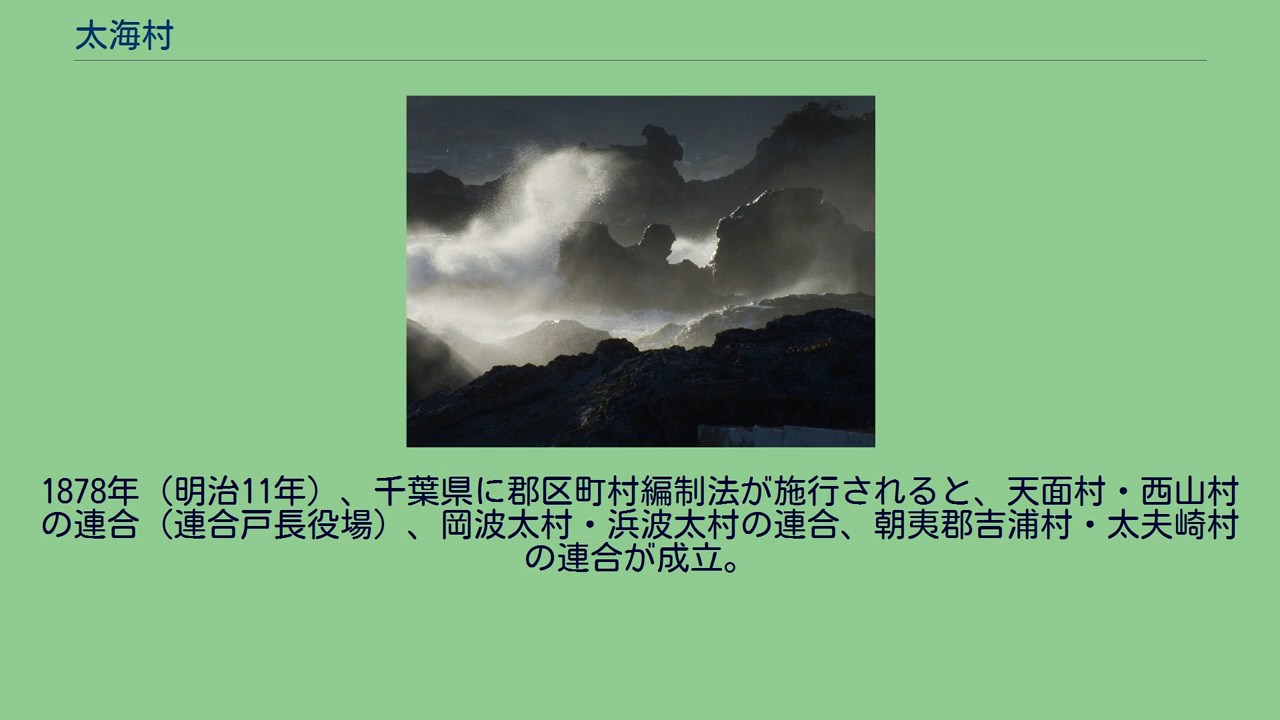 太海村
1878年（明治11年）、千葉県に郡区町村編制法が施行されると、天面村・西山村
の連合（連合戸長役場）、岡波太村・浜波太村の連合、朝夷郡吉浦村・太夫崎村
の連合が成立。